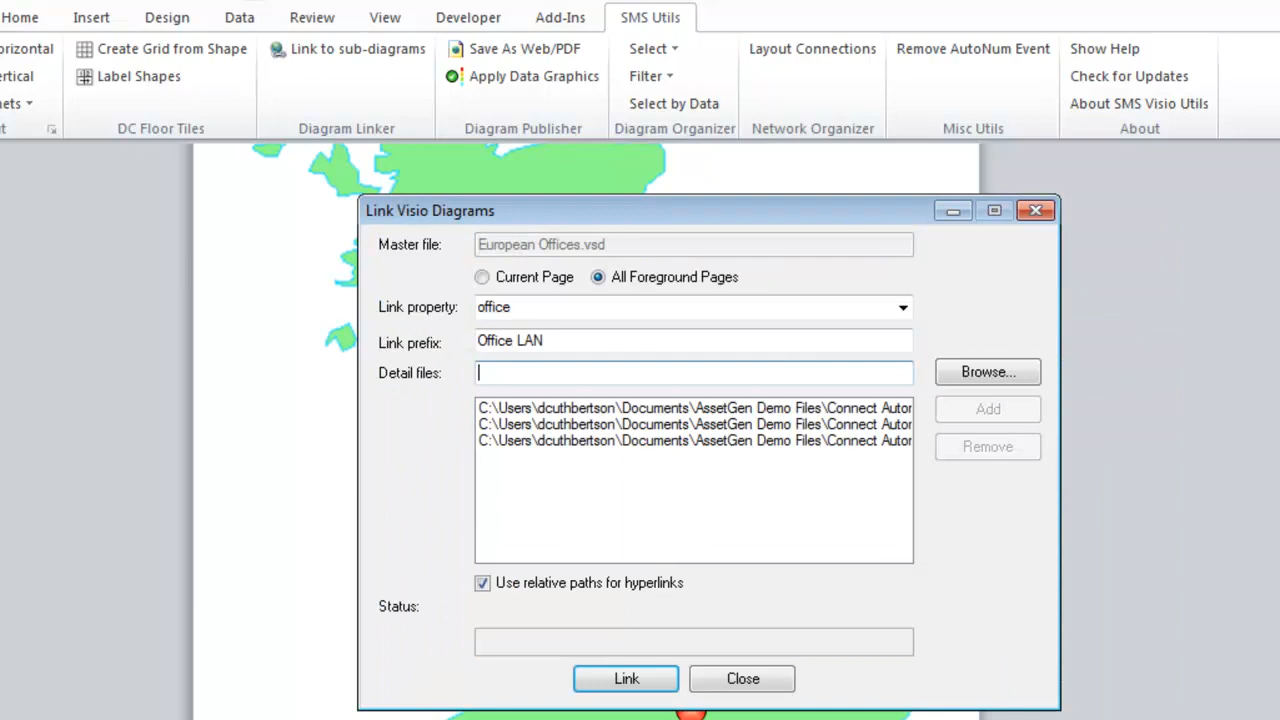 Home Insert Design Data Review View Developer Add-Ins SMS Utils
orizontal Create Grid from Shape Link to sub-diagrams Save As Web/PDF Select Layout Connections Remove AutoNum Event Show Help
ertical Label Shapes Apply Data Graphics Filter Check for Updates
ets Select by Data About SMS Visio Utils
t DC Floor Tiles Diagram Linker Diagram Publisher Diagram Organizer Network Organizer Misc Utils About
Link Visio Diagrams
Master file: European Offices.vsd
Current Page All Foreground Pages
Link property: office
Link prefix: Office LAN
Detail files: Browse...
C:\Users\dcuthbertson\Documents\AssetGen Demo Files\Connect Autor Add
C:\Users\dcuthbertson\Documents\AssetGen Demo Files\Connect Autor
C:\Users\dcuthbertson\Documents\AssetGen Demo Files\Connect Autor Remove
Use relative paths for hyperlinks
Status:
Link Close